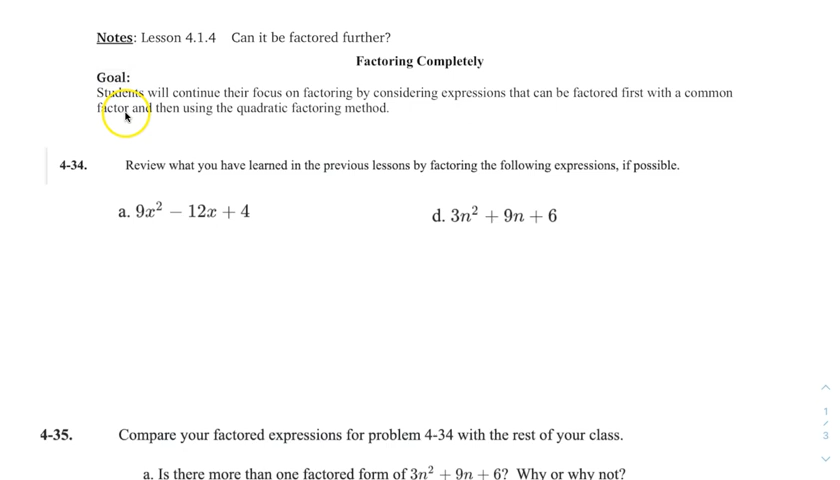 Notes: Lesson 4.1.4 Can it be factored further?
Factoring Completely
Goal:
Students will continue their focus on factoring by considering expressions that can be factored first with a common
factor and then using the quadratic factoring method.
4-34. Review what you have learned in the previous lessons by factoring the following expressions, if possible.
a. 9x² − 12x + 4 d. 3n² + 9n + 6
4-35. Compare your factored expressions for problem 4-34 with the rest of your class.
a. Is there more than one factored form of 3n² + 9n + 6? Why or why not?
1
/
3